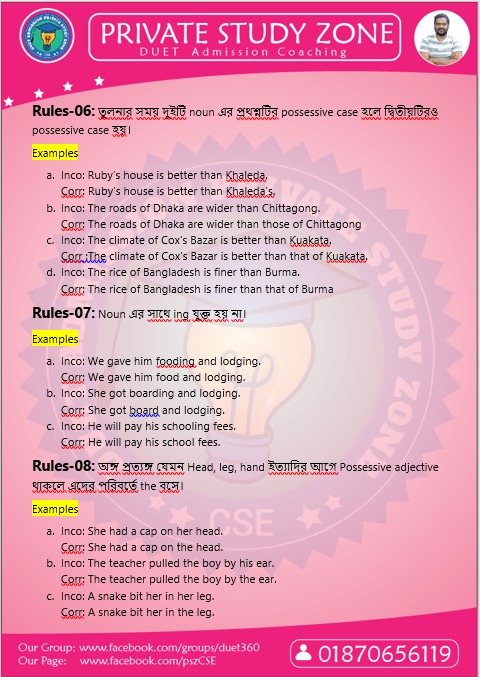 PRIVATE STUDY ZONE
DUET Admission Coaching
Rules-06: তুলনার সময় দুইটি noun এর প্রথশ্নটির possessive case হলে দ্বিতীয়টিরও
possessive case হয়।
Examples
a. Inco: Ruby's house is better than Khaleda.
Corr: Ruby's house is better than Khaleda's.
b. Inco: The roads of Dhaka are wider than Chittagong.
Corr: The roads of Dhaka are wider than those of Chittagong
c. Inco: The climate of Cox's Bazar is better than Kuakata.
Corr :The climate of Cox's Bazar is better than that of Kuakata.
d. Inco: The rice of Bangladesh is finer than Burma.
Corr: The rice of Bangladesh is finer than that of Burma
Rules-07: Noun এর সাথে ing যুক্ত হয় না।
Examples
a. Inco: We gave him fooding and lodging.
Corr: We gave him food and lodging.
b. Inco: She got boarding and lodging.
Corr: She got board and lodging.
c. Inco: He will pay his schooling fees.
Corr: He will pay his school fees.
Rules-08: অঙ্গ প্রত্যঙ্গ যেমন Head, leg, hand ইত্যাদির আগে Possessive adjective
থাকলে এদের পরিবর্তে the বসে।
Examples
a. Inco: She had a cap on her head.
Corr: She had a cap on the head.
b. Inco: The teacher pulled the boy by his ear.
Corr: The teacher pulled the boy by the ear.
c. Inco: A snake bit her in her leg.
Corr: A snake bit her in the leg.
CSE
Our Group: www.facebook.com/groups/duet360
Our Page: www.facebook.com/pszCSE
01870656119